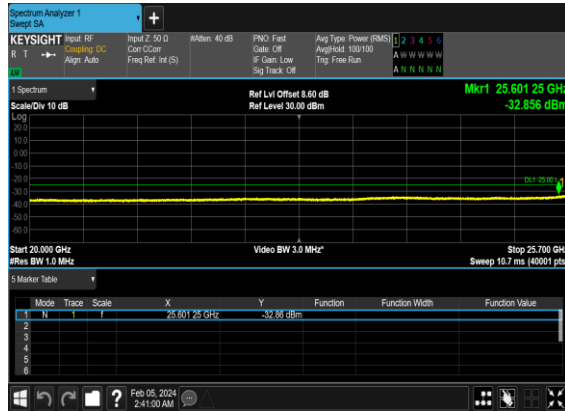 Spectrum Analyzer 1
Swept SA
+
KEYSIGHT Input: RF Input Z: 50 Ω #Atten: 40 dB PNO: Fast Avg Type: Power (RMS) 1 2 3 4 5 6
R T Coupling: DC Corr CCorr Gate: Off Avg|Hold: 100/100 A W W W W W
Align: Auto Freq Ref: Int (S) IF Gain: Low Trig: Free Run
LW Sig Track: Off A N N N N N
1 Spectrum Ref Lvl Offset 8.60 dB Mkr1 25.601 25 GHz
Scale/Div 10 dB Ref Level 30.00 dBm -32.856 dBm
Log
20.0
10.0
0.00
-10.0
-20.0 DL1 -25.00 1
-30.0
-40.0
-50.0
-60.0
Start 20.000 GHz Video BW 3.0 MHz* Stop 25.700 GHz
#Res BW 1.0 MHz Sweep 10.7 ms (40001 pts)
5 Marker Table
Mode Trace Scale X Y Function Function Width Function Value
1 N 1 f 25.601 25 GHz -32.86 dBm
2
3
4
5
6
? Feb 05, 2024
2:41:00 AM